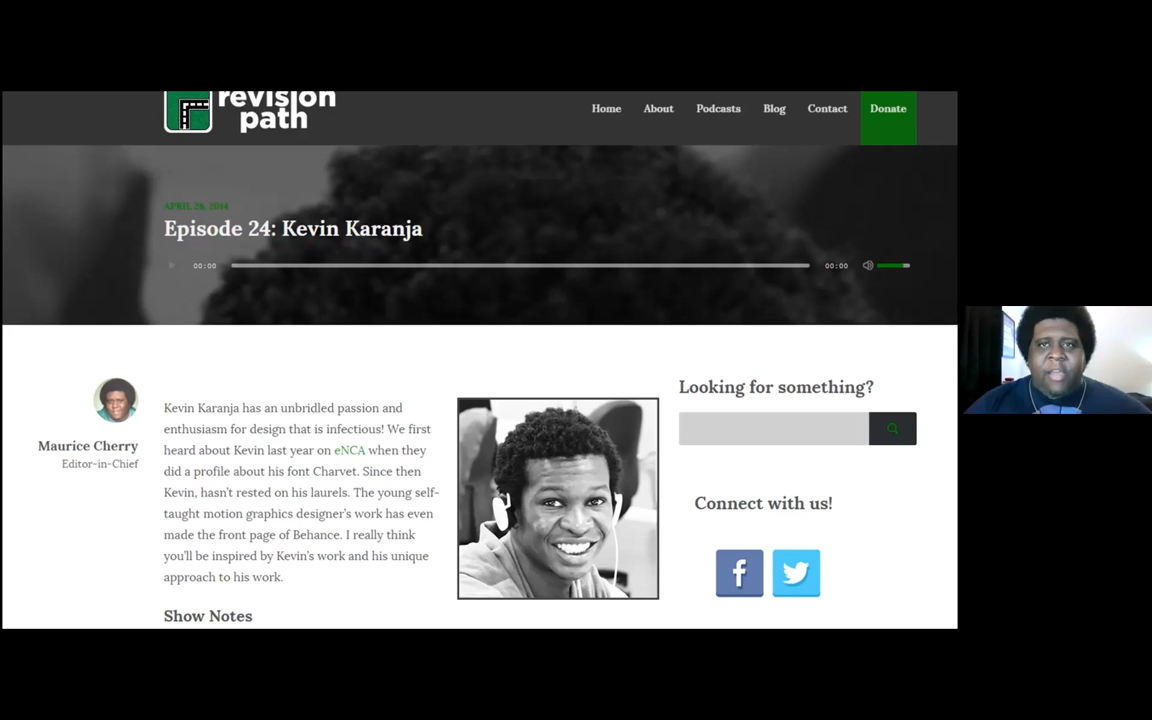 revision
path
Home About Podcasts Blog Contact Donate
APRIL 28, 2014
Episode 24: Kevin Karanja
00:00 00:00
Maurice Cherry
Editor-in-Chief
Kevin Karanja has an unbridled passion and
enthusiasm for design that is infectious! We first
heard about Kevin last year on eNCA when they
did a profile about his font Charvet. Since then
Kevin, hasn't rested on his laurels. The young self-
taught motion graphics designer's work has even
made the front page of Behance. I really think
you'll be inspired by Kevin's work and his unique
approach to his work.
Show Notes
Looking for something?
Connect with us!